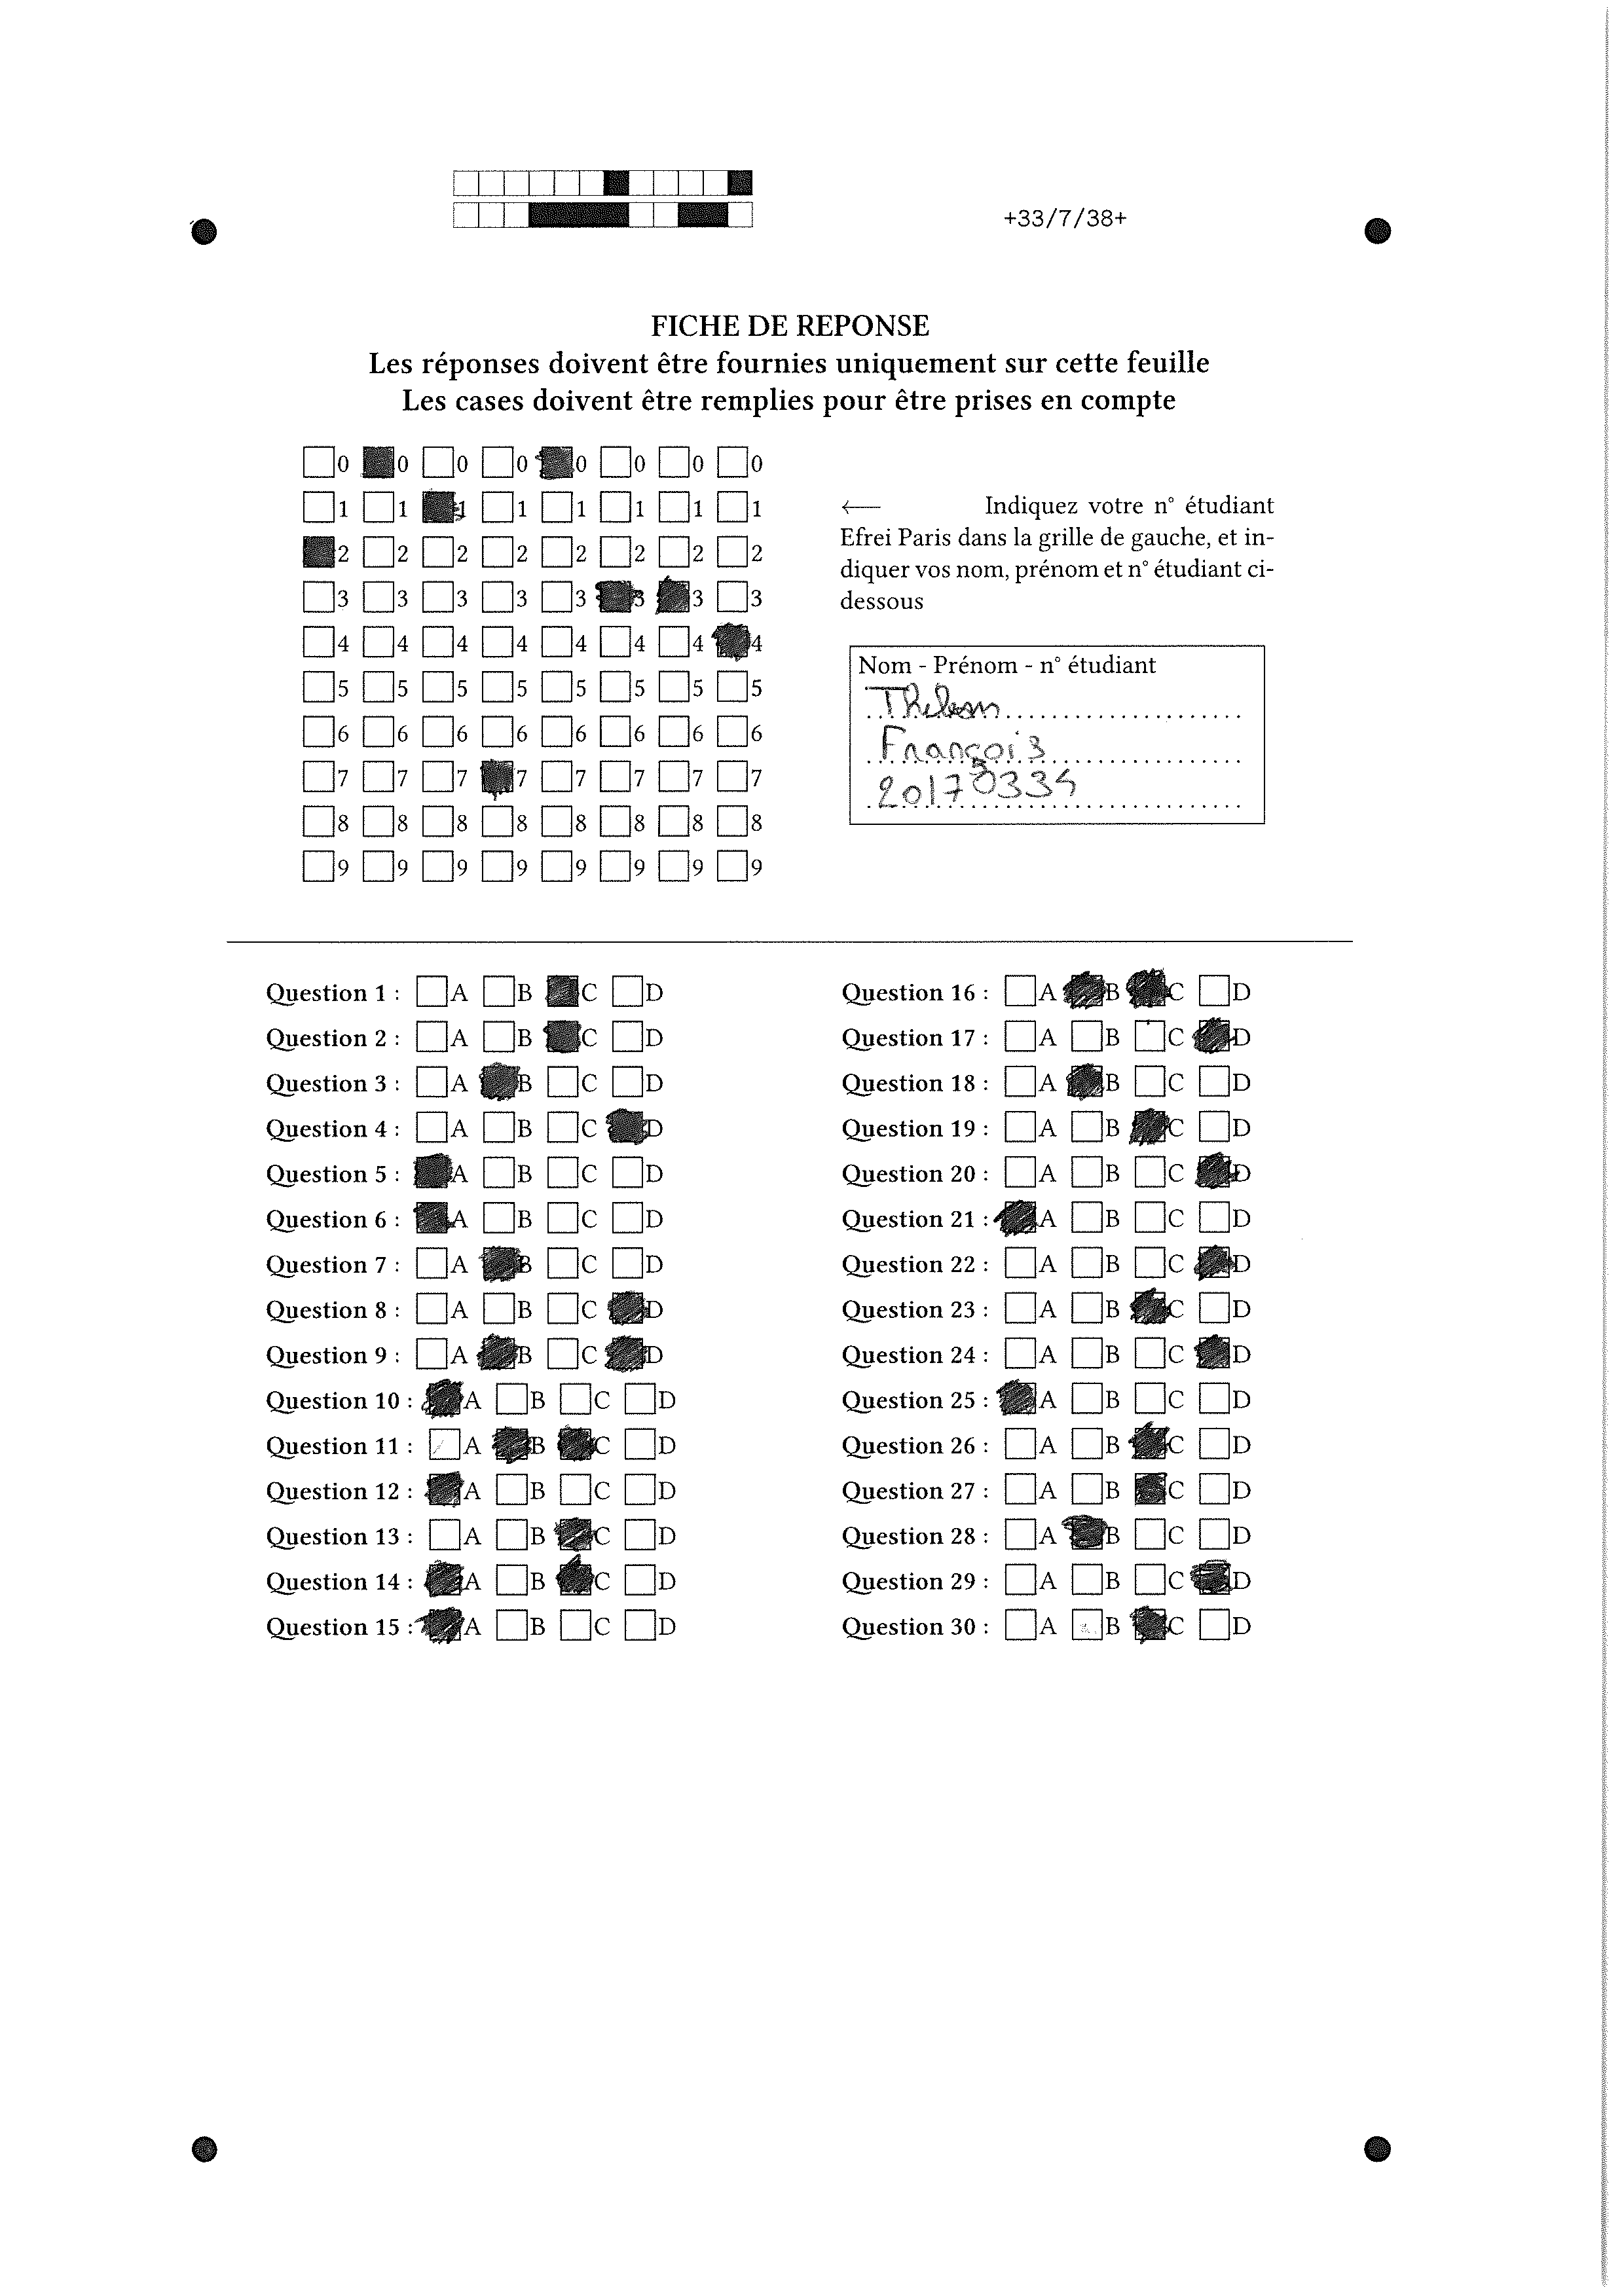 +33/7/38+
FICHE DE REPONSE
Les réponses doivent être fournies uniquement sur cette feuille
Les cases doivent être remplies pour être prises en compte
0 0 0 0 0 0 0 0
1 1 1 1 1 1 1 1
2 2 2 2 2 2 2 2
3 3 3 3 3 3 3 3
4 4 4 4 4 4 4 4
5 5 5 5 5 5 5 5
6 6 6 6 6 6 6 6
7 7 7 7 7 7 7 7
8 8 8 8 8 8 8 8
9 9 9 9 9 9 9 9
← Indiquez votre n° étudiant
Efrei Paris dans la grille de gauche, et in-
diquer vos nom, prénom et n° étudiant ci-
dessous
Nom - Prénom - n° étudiant
François
20170334
Question 1 : A B C D
Question 2 : A B C D
Question 3 : A B C D
Question 4 : A B C D
Question 5 : A B C D
Question 6 : A B C D
Question 7 : A B C D
Question 8 : A B C D
Question 9 : A B C D
Question 10 : A B C D
Question 11 : A B C D
Question 12 : A B C D
Question 13 : A B C D
Question 14 : A B C D
Question 15 : A B C D
Question 16 : A B C D
Question 17 : A B C D
Question 18 : A B C D
Question 19 : A B C D
Question 20 : A B C D
Question 21 : A B C D
Question 22 : A B C D
Question 23 : A B C D
Question 24 : A B C D
Question 25 : A B C D
Question 26 : A B C D
Question 27 : A B C D
Question 28 : A B C D
Question 29 : A B C D
Question 30 : A B C D